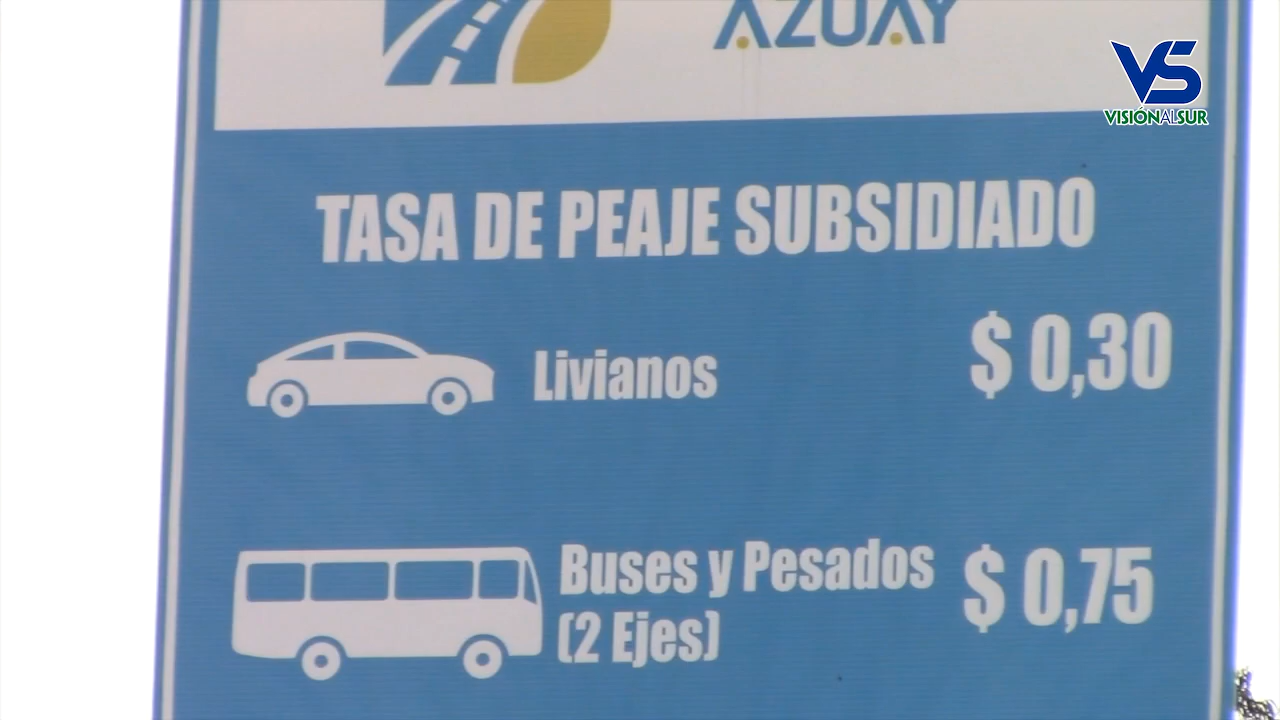 AZUAY
VS
VISIÓNALSUR
TASA DE PEAJE SUBSIDIADO
Livianos
$ 0,30
Buses y Pesados
(2 Ejes)
$ 0,75